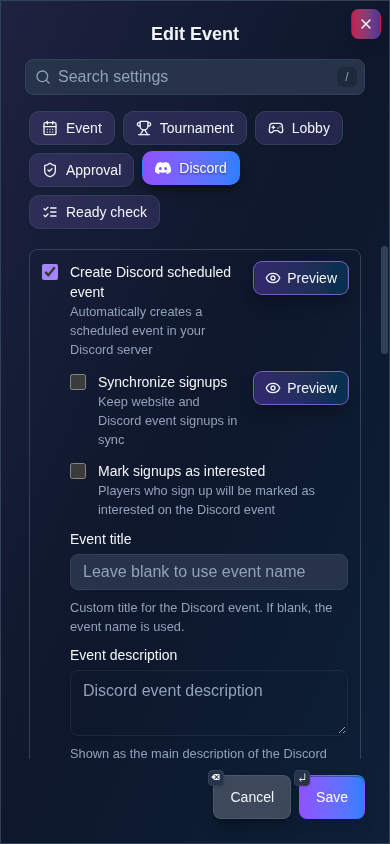 Edit Event
Search settings /
Event Tournament Lobby
Approval Discord
Ready check
Create Discord scheduled Preview
event
Automatically creates a
scheduled event in your
Discord server
Synchronize signups Preview
Keep website and
Discord event signups in
sync
Mark signups as interested
Players who sign up will be marked as
interested on the Discord event
Event title
Leave blank to use event name
Custom title for the Discord event. If blank, the
event name is used.
Event description
Discord event description
Shown as the main description of the Discord
Cancel Save